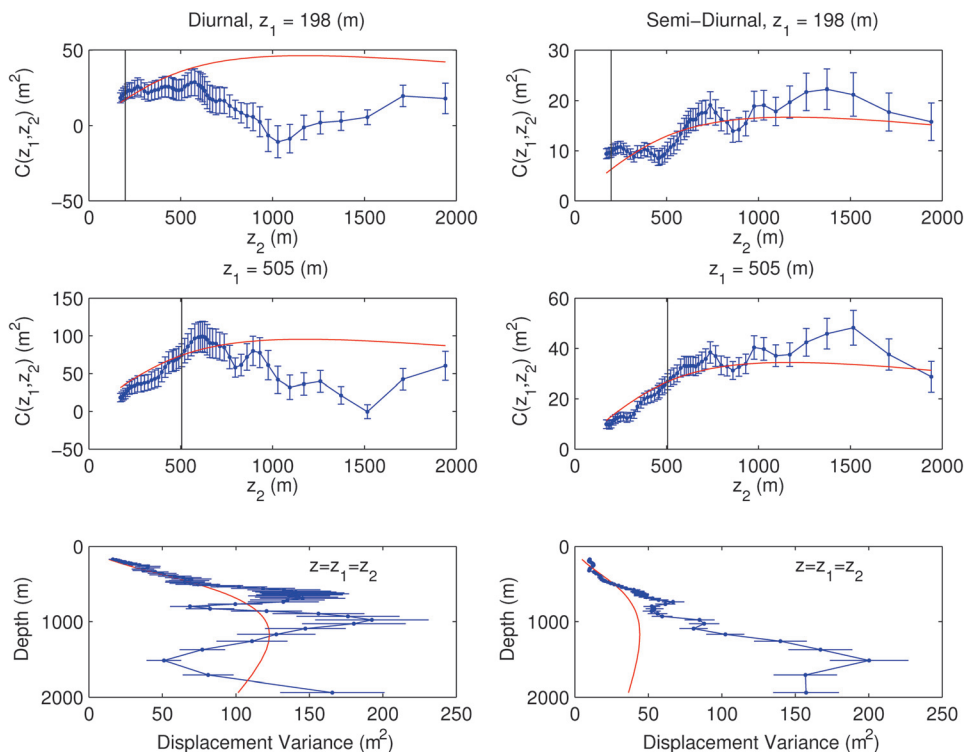 Diurnal, z1 = 198 (m)
C(z1,z2) (m2)
50
0
−50
0 500 1000 1500 2000
z2 (m)
Semi−Diurnal, z1 = 198 (m)
C(z1,z2) (m2)
30
20
10
0
0 500 1000 1500 2000
z2 (m)
z1 = 505 (m)
C(z1,z2) (m2)
150
100
50
0
−50
0 500 1000 1500 2000
z2 (m)
z1 = 505 (m)
C(z1,z2) (m2)
60
40
20
0
0 500 1000 1500 2000
z2 (m)
z=z1=z2
Depth (m)
0
1000
2000
0 50 100 150 200 250
Displacement Variance (m2)
z=z1=z2
Depth (m)
0
1000
2000
0 50 100 150 200 250
Displacement Variance (m2)